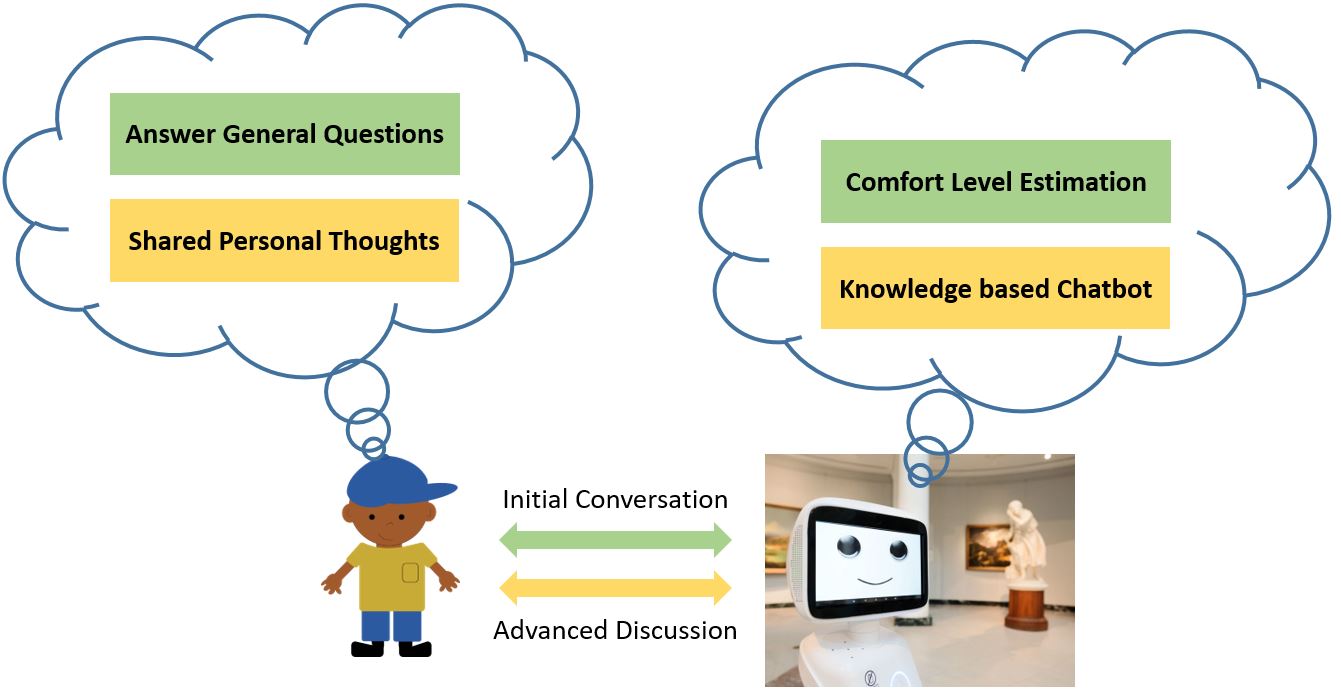 Answer General Questions
Shared Personal Thoughts
Comfort Level Estimation
Knowledge based Chatbot
Initial Conversation
Advanced Discussion